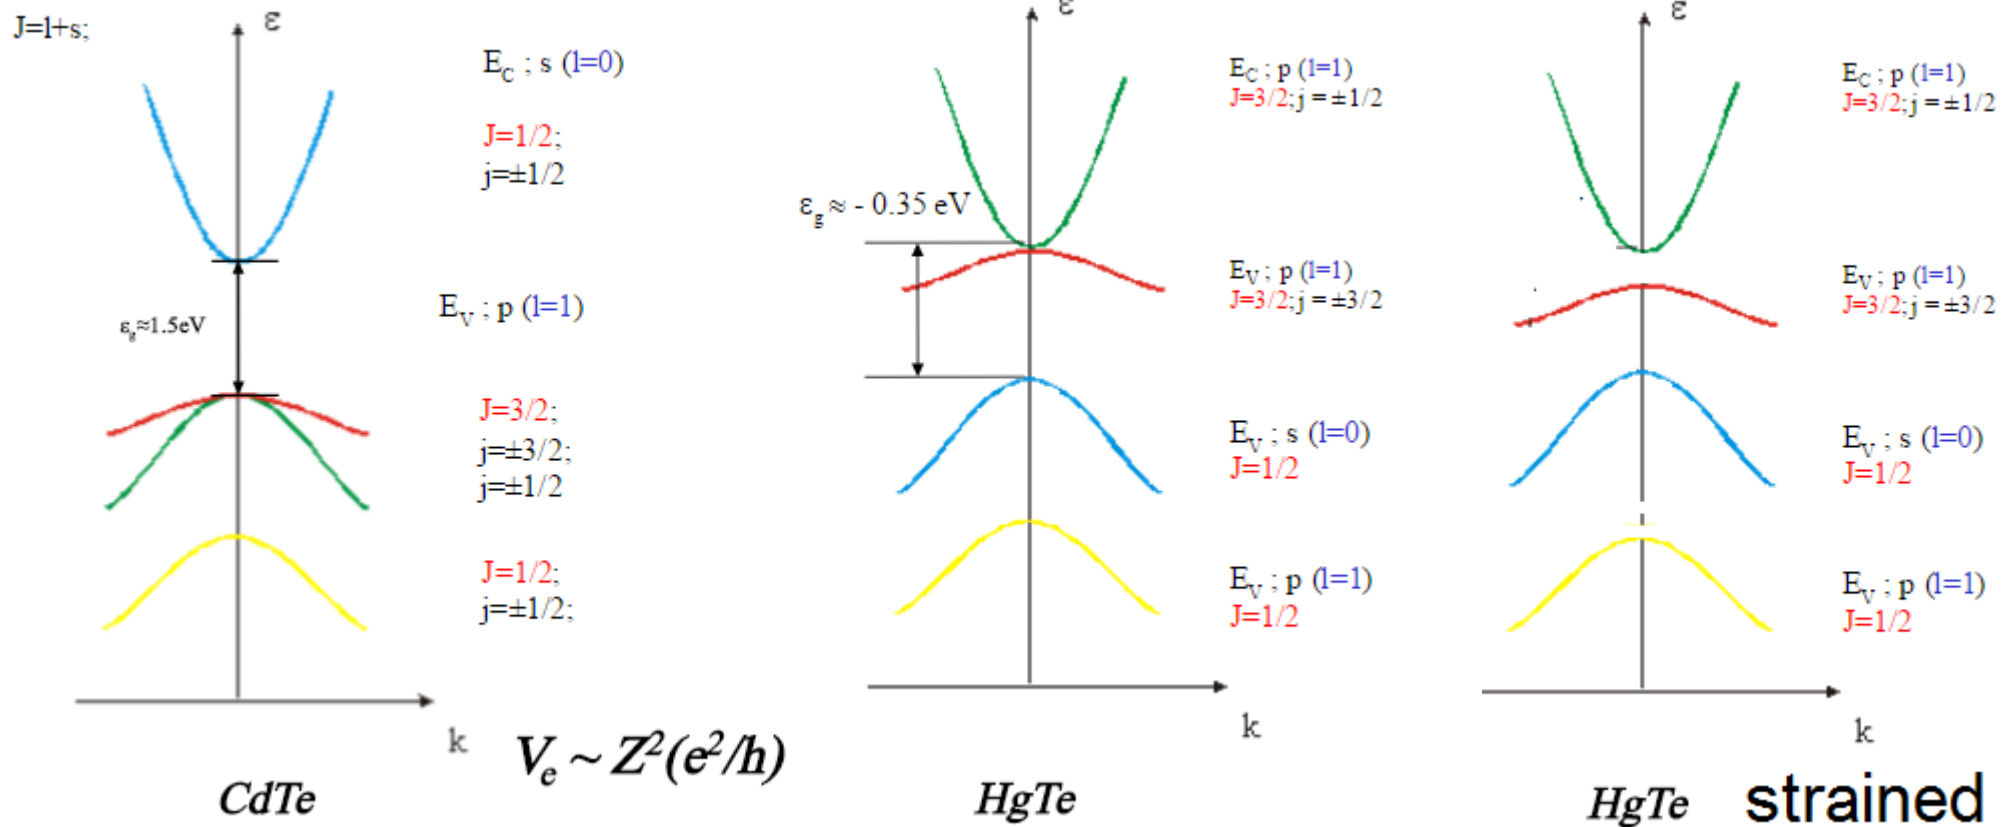 J=l+s;
ε
E_C ; s (l=0)
J=1/2;
j=±1/2
ε_g≈1.5eV
E_V ; p (l=1)
J=3/2;
j=±3/2;
j=±1/2
J=1/2;
j=±1/2;
k
CdTe
V_e ~ Z²(e²/h)
ε
E_C ; p (l=1)
J=3/2;j = ±1/2
ε_g ≈ - 0.35 eV
E_V ; p (l=1)
J=3/2;j = ±3/2
E_V ; s (l=0)
J=1/2
E_V ; p (l=1)
J=1/2
k
HgTe
ε
E_C ; p (l=1)
J=3/2;j = ±1/2
E_V ; p (l=1)
J=3/2;j = ±3/2
E_V ; s (l=0)
J=1/2
E_V ; p (l=1)
J=1/2
k
HgTe strained